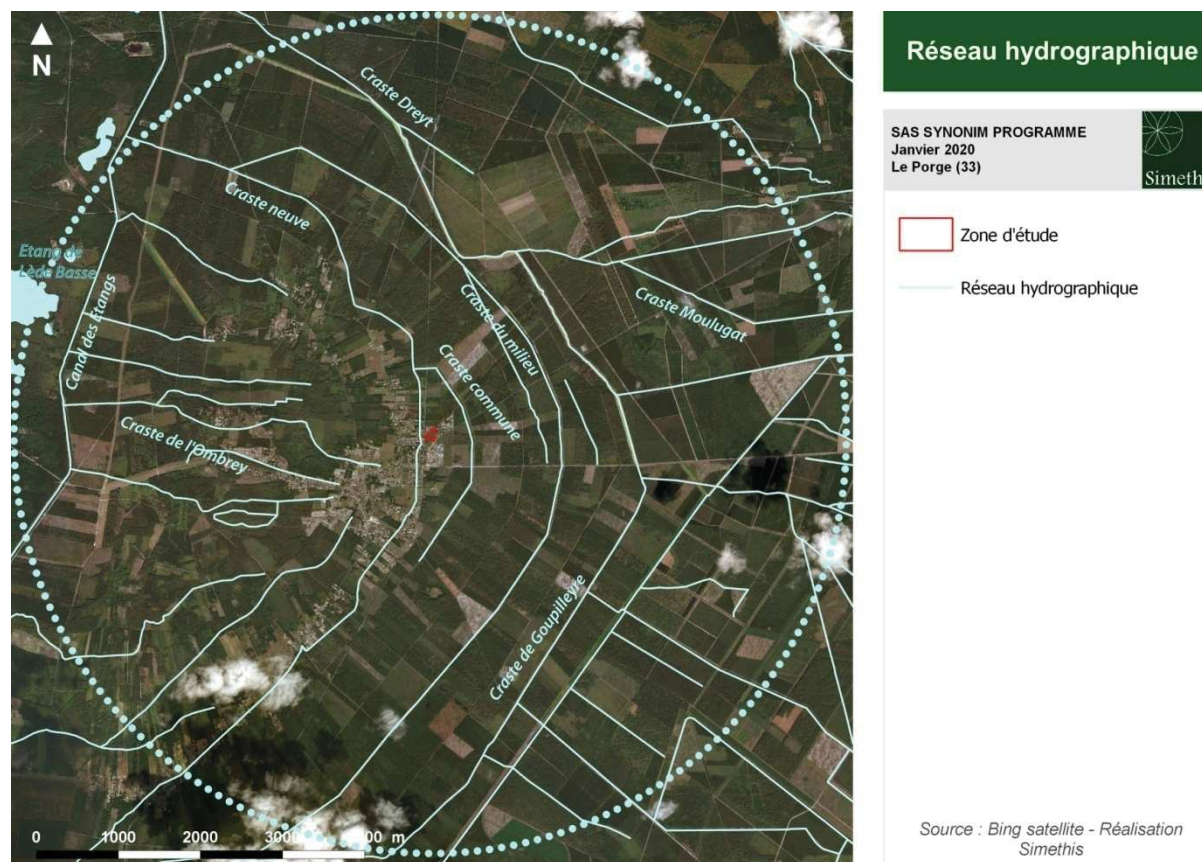 N
Craste Dreyt
Craste neuve
Etang de
Lède Basse
Canal des Etangs
Craste du milieu
Craste commune
Craste Moulugat
Craste de l'Ombrey
Craste de Goupilleyre
0 1000 2000 3000 m
Réseau hydrographique
SAS SYNONIM PROGRAMME
Janvier 2020
Le Porge (33)
Simeth
Zone d'étude
Réseau hydrographique
Source : Bing satellite - Réalisation
Simethis